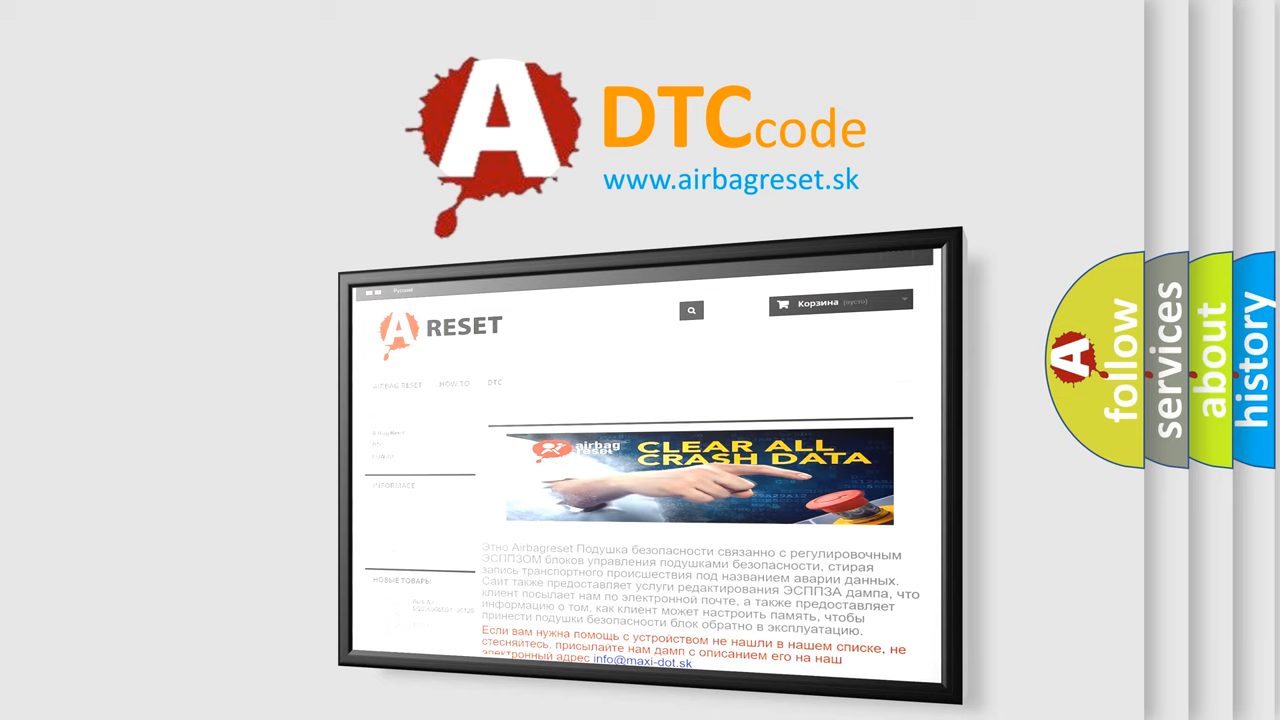 A DTCcode
www.airbagreset.sk
Русский
Корзина (пусто)
A RESET
AIRBAG RESET HOW TO DTC
CLEAR ALL
CRASH DATA
airbag
reset
INFORMACE
НОВЫЕ ТОВАРЫ
Этно Airbagreset Подушка безопасности связанно с регулировочным
ЭСППЗОМ блоков управления подушками безопасности, стирая
запись транспортного происшествия под названием аварии данных.
Сайт также предоставляет услуги редактирования ЭСППЗА дампа, что
клиент посылает нам по электронной почте, а также предоставляет
информацию о том, как клиент может настроить память, чтобы
принести подушки безопасности блок обратно в эксплуатацию.
Если вам нужна помощь с устройством не нашли в нашем списке, не
стесняйтесь, присылайте нам дамп с описанием его на наш
электронный адрес info@maxi-dot.sk
A follow
services
about
history